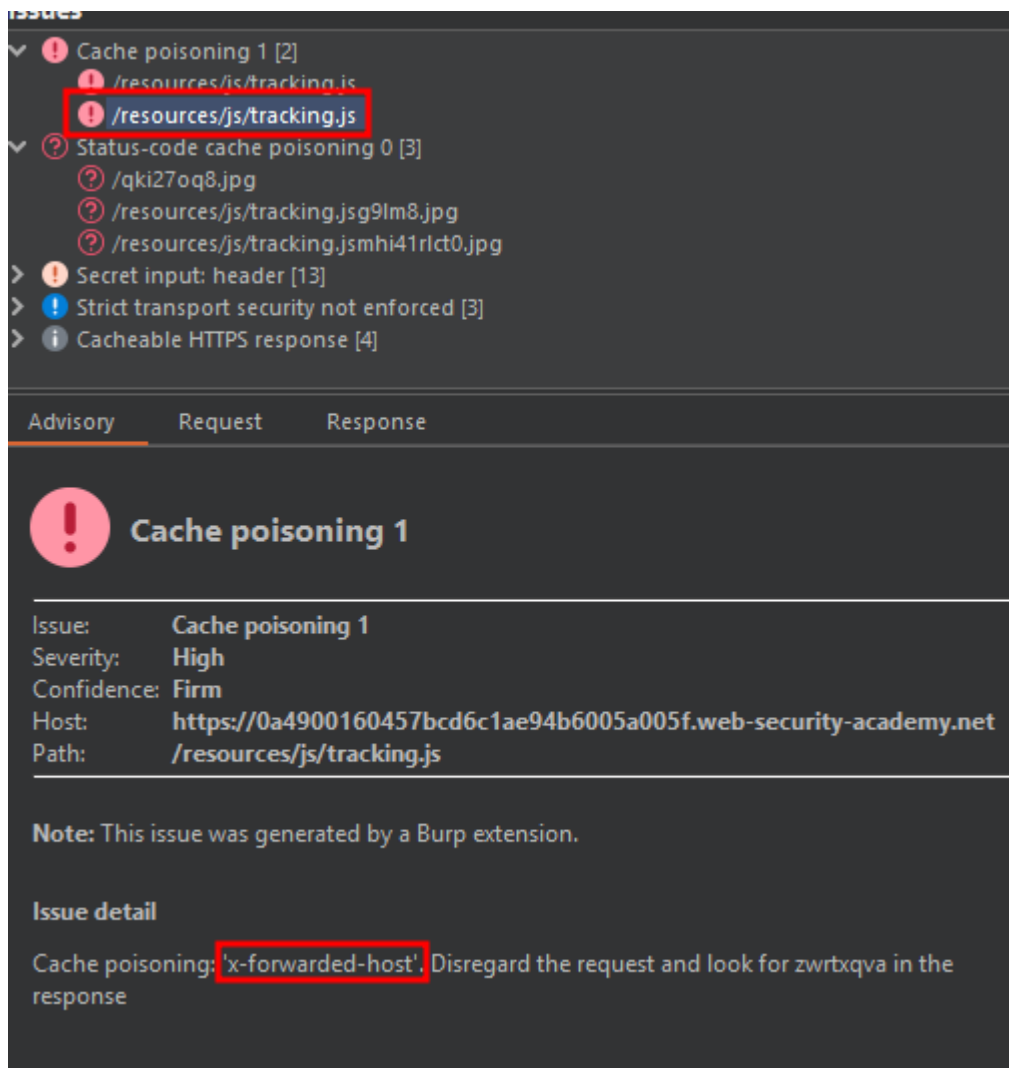 Issues
Cache poisoning 1 [2]
/resources/js/tracking.js
/resources/js/tracking.js
Status-code cache poisoning 0 [3]
/qki27oq8.jpg
/resources/js/tracking.jsg9lm8.jpg
/resources/js/tracking.jsmhi41rlct0.jpg
Secret input: header [13]
Strict transport security not enforced [3]
Cacheable HTTPS response [4]
Advisory Request Response
Cache poisoning 1
Issue: Cache poisoning 1
Severity: High
Confidence: Firm
Host: https://0a4900160457bcd6c1ae94b6005a005f.web-security-academy.net
Path: /resources/js/tracking.js
Note: This issue was generated by a Burp extension.
Issue detail
Cache poisoning: 'x-forwarded-host'. Disregard the request and look for zwrtxqva in the
response